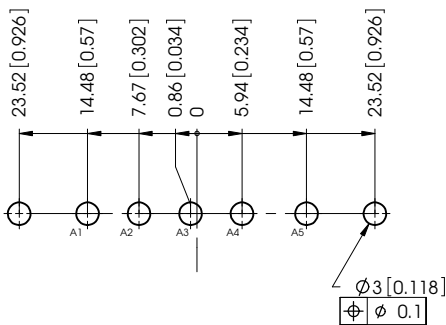 23.52 [0.926]
14.48 [0.57]
7.67 [0.302]
0.86 [0.034]
0
5.94 [0.234]
14.48 [0.57]
23.52 [0.926]
A1
A2
A3
A4
A5
Ø3 [0.118]
⌖ Ø 0.1